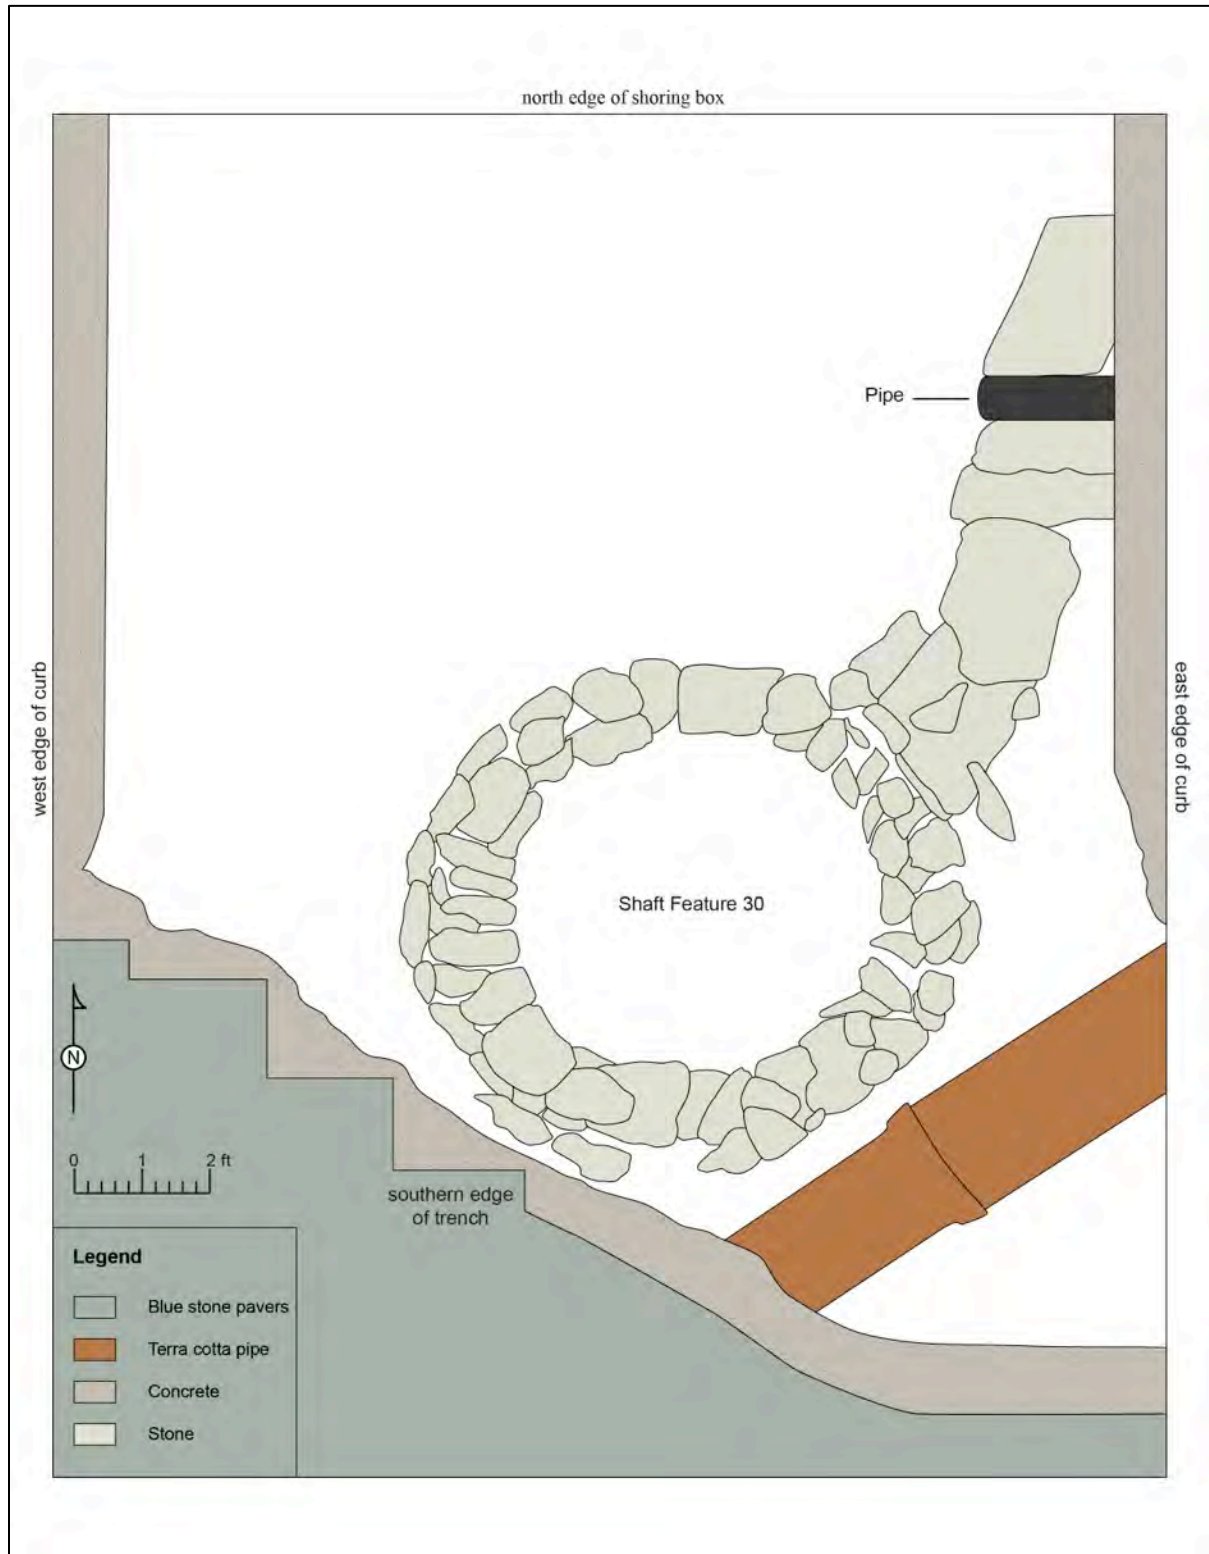 north edge of shoring box
Pipe
west edge of curb
east edge of curb
Shaft Feature 30
N
0 1 2 ft
southern edge
of trench
Legend
Blue stone pavers
Terra cotta pipe
Concrete
Stone